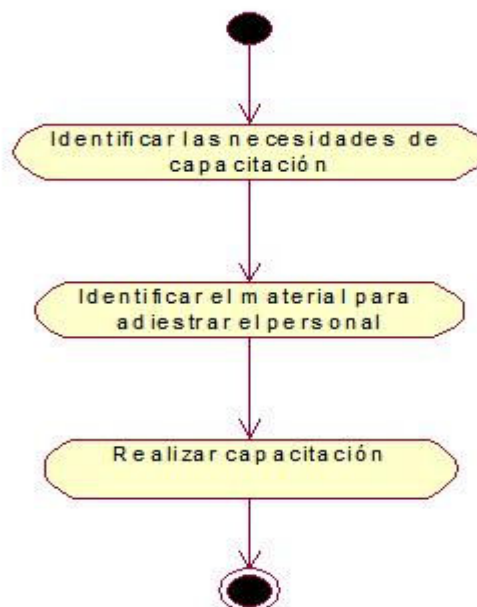 Identificar las necesidades de
capacitación
Identificar el material para
adiestrar el personal
Realizar capacitación